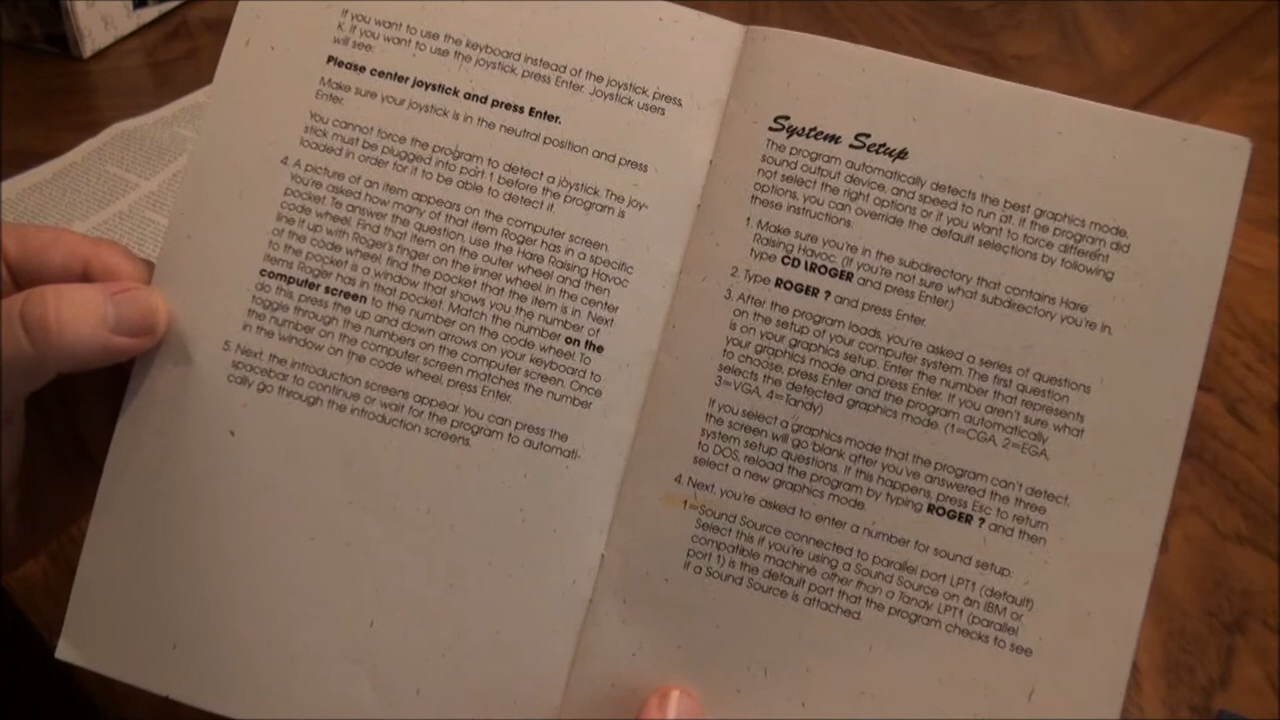 If you want to use the keyboard instead of the joystick, press
K. If you want to use the joystick, press Enter. Joystick users
will see:
Please center joystick and press Enter.
Make sure your joystick is in the neutral position and press
Enter.
You cannot force the program to detect a joystick. The joy-
stick must be plugged into port 1 before the program is
loaded in order for it to be able to detect it.
4. A picture of an item appears on the computer screen.
You're asked how many of that item Roger has in a specific
pocket. To answer the question, use the Hare Raising Havoc
code wheel. Find that item on the outer wheel and then
line it up with Roger's finger on the inner wheel. In the center
of the code wheel, find the pocket that the item is in. Next
to the pocket is a window that shows you the number of
items Roger has in that pocket. Match the number on the
computer screen to the number on the code wheel. To
do this, press the up and down arrows on your keyboard to
toggle through the numbers on the computer screen. Once
the number on the computer screen matches the number
in the window on the code wheel, press Enter.
5. Next, the introduction screens appear. You can press the
spacebar to continue or wait for the program to automati-
cally go through the introduction screens.
System Setup
The program automatically detects the best graphics mode,
sound output device, and speed to run at. If the program did
not select the right options or if you want to force different
options, you can override the default selections by following
these instructions:
1. Make sure you're in the subdirectory that contains Hare
Raising Havoc. (If you're not sure what subdirectory you're in,
type CD \ROGER and press Enter.)
2. Type ROGER ? and press Enter.
3. After the program loads, you're asked a series of questions
on the setup of your computer system. The first question
is on your graphics setup. Enter the number that represents
your graphics mode and press Enter. If you aren't sure what
to choose, press Enter and the program automatically
selects the detected graphics mode. (1=CGA, 2=EGA,
3=VGA, 4=Tandy)
If you select a graphics mode that the program can't detect,
the screen will go blank after you've answered the three
system setup questions. If this happens, press Esc to return
to DOS, reload the program by typing ROGER ? and then
select a new graphics mode.
4. Next, you're asked to enter a number for sound setup:
1=Sound Source connected to parallel port LPT1 (default)
Select this if you're using a Sound Source on an IBM or
compatible machine other than a Tandy. LPT1 (parallel
port 1) is the default port that the program checks to see
if a Sound Source is attached.